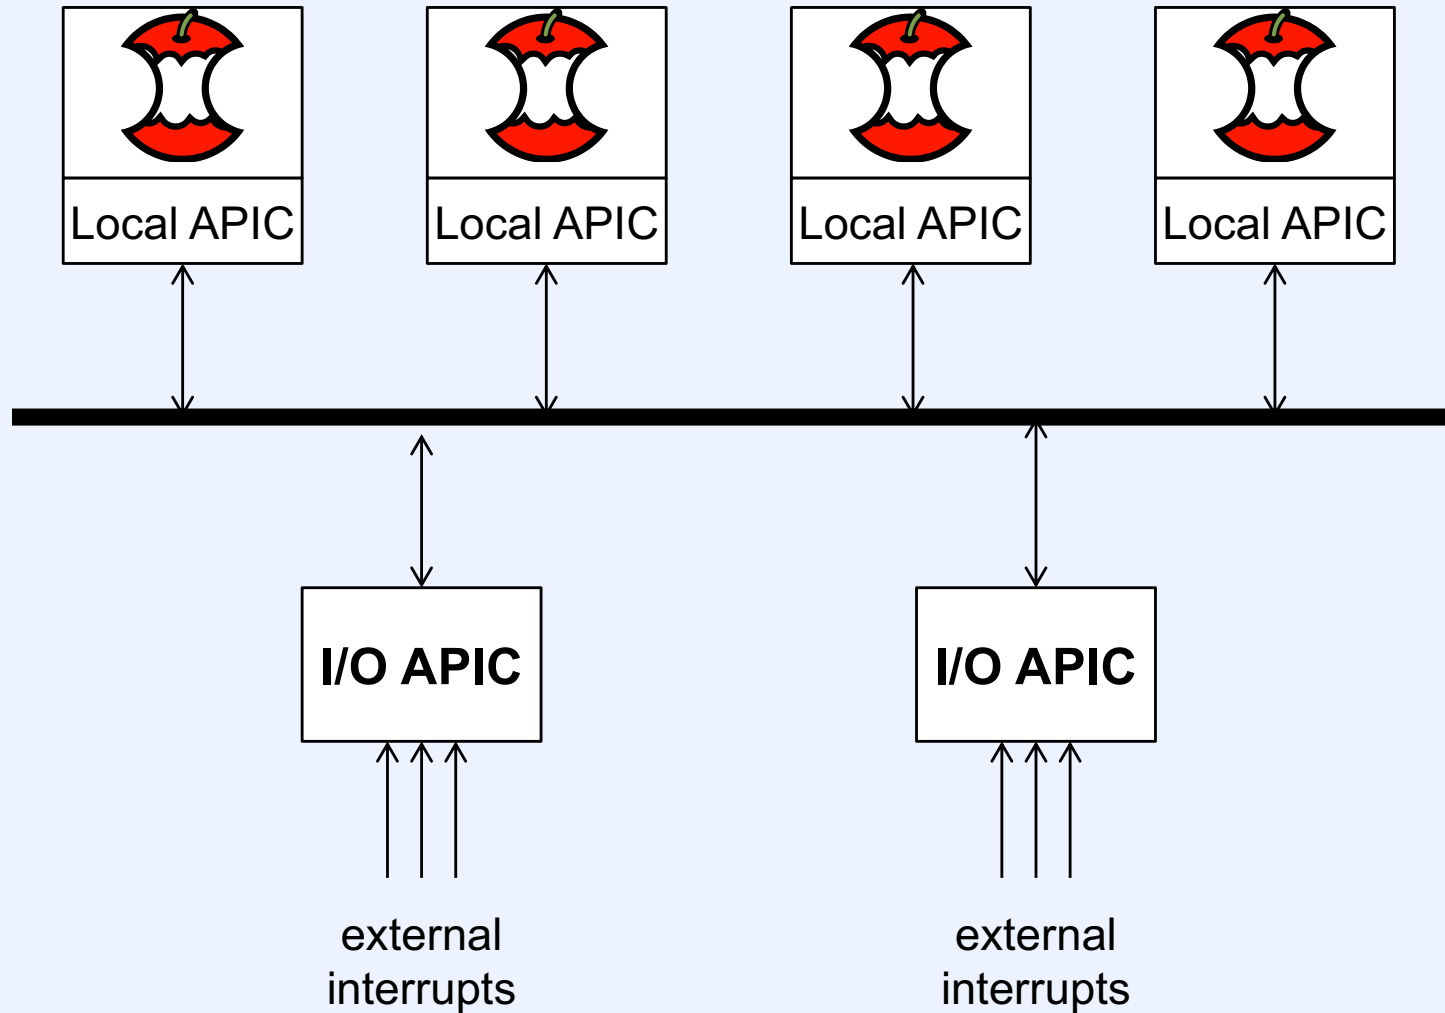 Local APIC
Local APIC
Local APIC
Local APIC
I/O APIC
I/O APIC
external
interrupts
external
interrupts